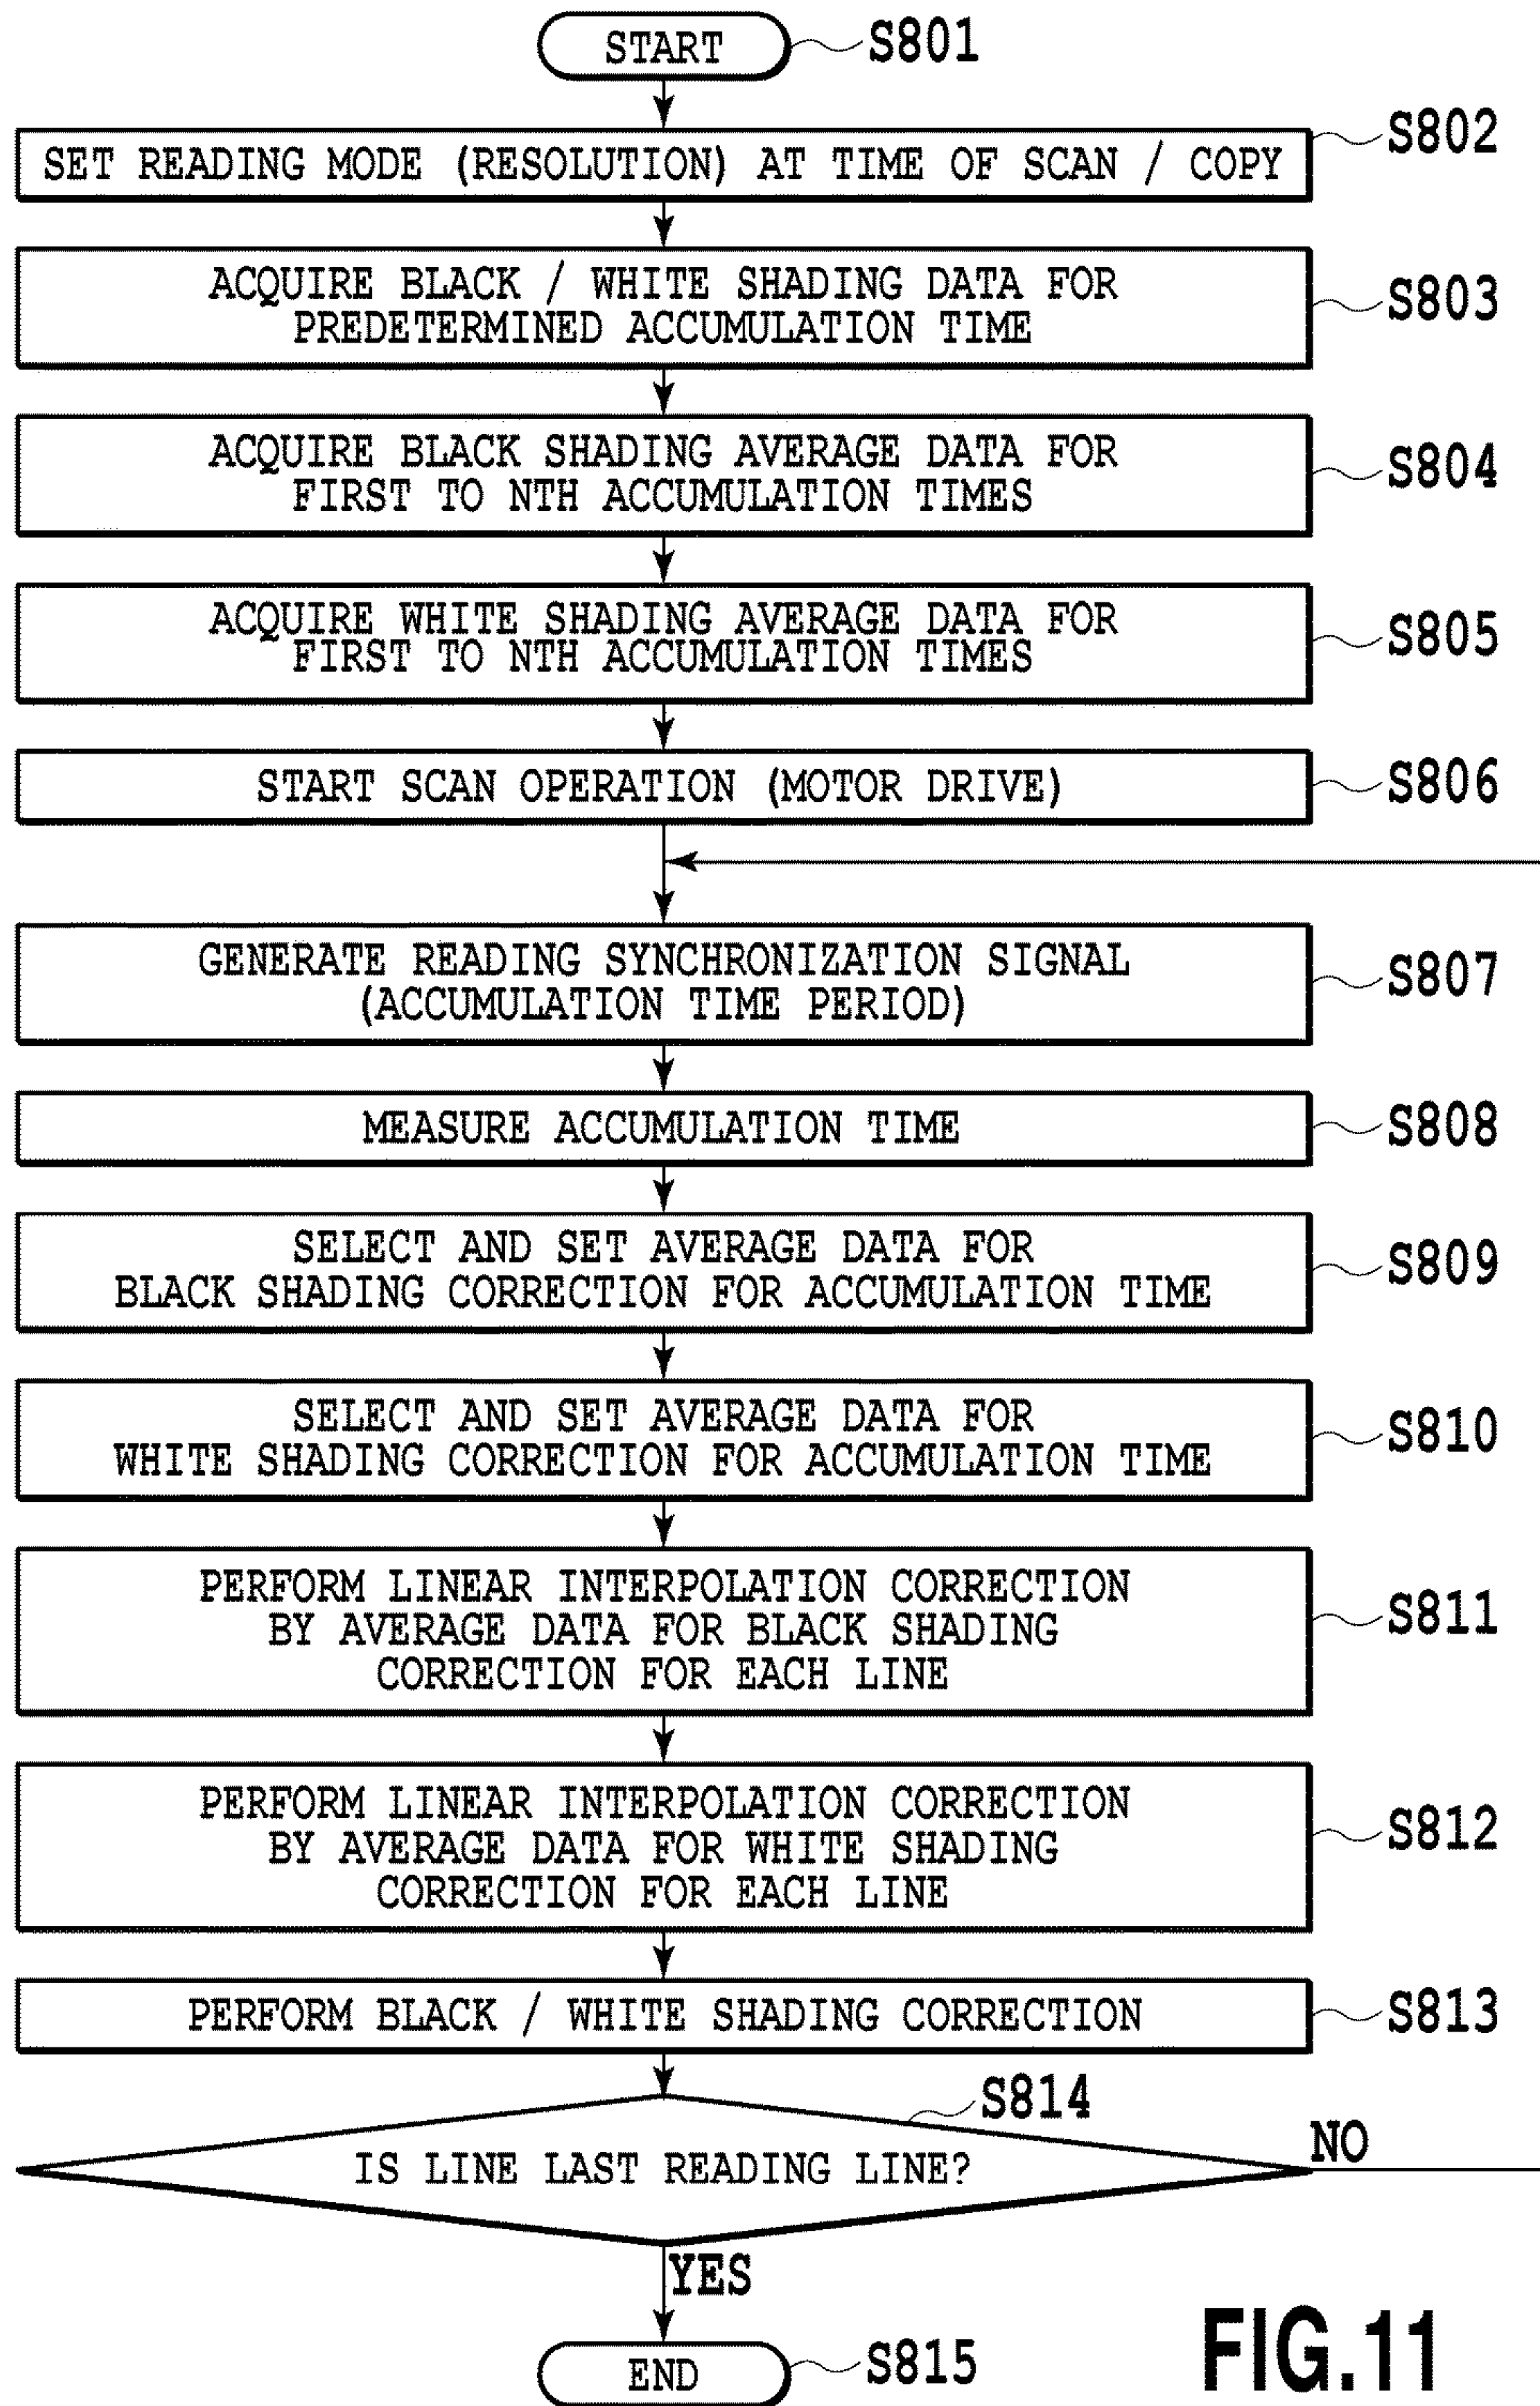 START
S801
SET READING MODE (RESOLUTION) AT TIME OF SCAN / COPY
S802
ACQUIRE BLACK / WHITE SHADING DATA FOR
PREDETERMINED ACCUMULATION TIME
S803
ACQUIRE BLACK SHADING AVERAGE DATA FOR
FIRST TO NTH ACCUMULATION TIMES
S804
ACQUIRE WHITE SHADING AVERAGE DATA FOR
FIRST TO NTH ACCUMULATION TIMES
S805
START SCAN OPERATION (MOTOR DRIVE)
S806
GENERATE READING SYNCHRONIZATION SIGNAL
(ACCUMULATION TIME PERIOD)
S807
MEASURE ACCUMULATION TIME
S808
SELECT AND SET AVERAGE DATA FOR
BLACK SHADING CORRECTION FOR ACCUMULATION TIME
S809
SELECT AND SET AVERAGE DATA FOR
WHITE SHADING CORRECTION FOR ACCUMULATION TIME
S810
PERFORM LINEAR INTERPOLATION CORRECTION
BY AVERAGE DATA FOR BLACK SHADING
CORRECTION FOR EACH LINE
S811
PERFORM LINEAR INTERPOLATION CORRECTION
BY AVERAGE DATA FOR WHITE SHADING
CORRECTION FOR EACH LINE
S812
PERFORM BLACK / WHITE SHADING CORRECTION
S813
S814
IS LINE LAST READING LINE?
NO
YES
END
S815
FIG.11